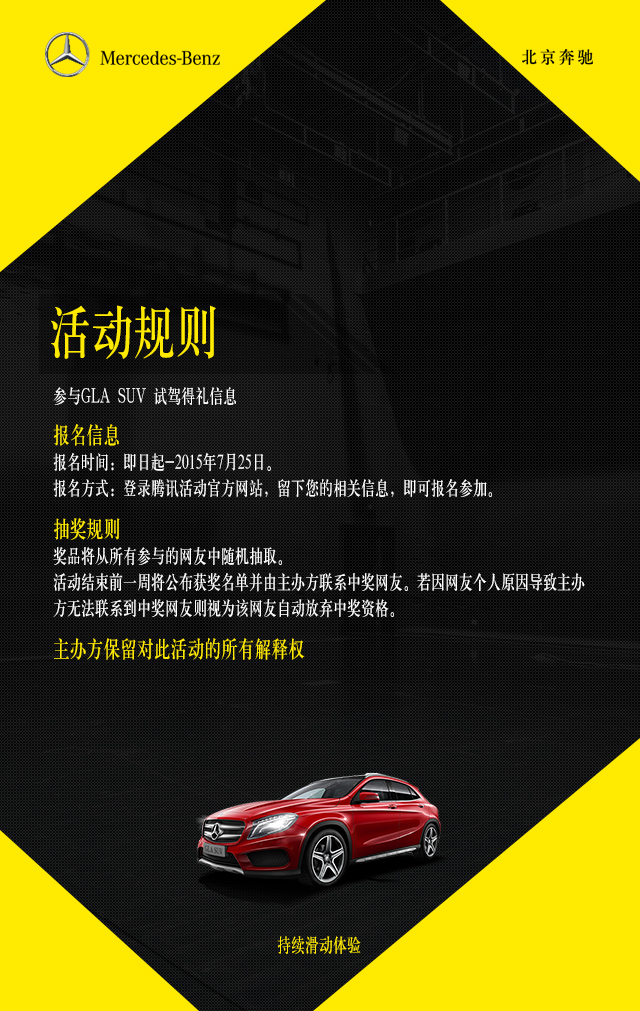 Mercedes-Benz
北京奔驰
活动规则
参与GLA SUV 试驾得礼信息
报名信息
报名时间：即日起-2015年7月25日。
报名方式：登录腾讯活动官方网站，留下您的相关信息，即可报名参加。
抽奖规则
奖品将从所有参与的网友中随机抽取。
活动结束前一周将公布获奖名单并由主办方联系中奖网友。若因网友个人原因导致主办
方无法联系到中奖网友则视为该网友自动放弃中奖资格。
主办方保留对此活动的所有解释权
GLA SUV
持续滑动体验